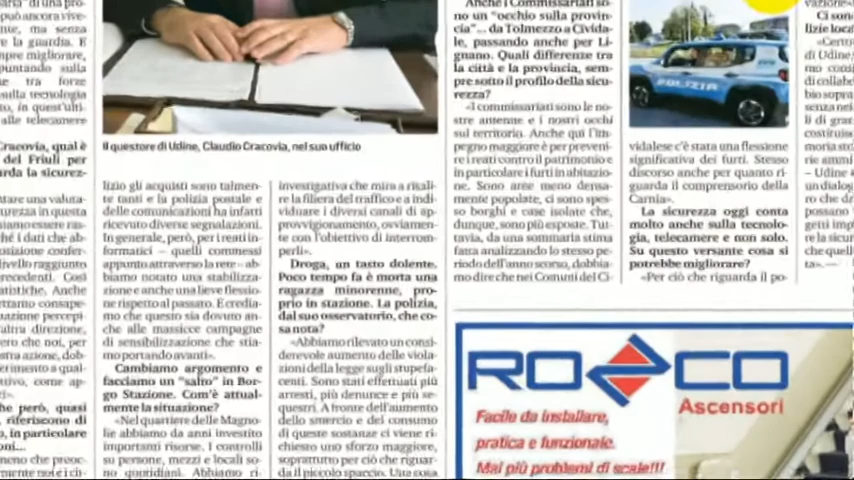 Il questore di Udine, Claudio Cracovia, nel suo ufficio
lizio gli acquisti sono talmen-
te tanti e la polizia postale e
delle comunicazioni ha infatti
ricevuto diverse segnalazioni.
In generale, però, per i reati in-
formatici – quelli commessi
appunto attraverso la rete – ab-
biamo notato una stabilizza-
zione e anche una lieve flessio-
ne rispetto al passato. E credia-
mo che questo sia dovuto an-
che alle massicce campagne
di sensibilizzazione che stia-
mo portando avanti».
Cambiamo argomento e
facciamo un "salto" in Bor-
go Stazione. Com'è attual-
mente la situazione?
«Nel quartiere delle Magno-
lie abbiamo da anni investito
importanti risorse. I controlli
su persone, mezzi e locali so-
no quotidiani. Abbiamo ri-
investigativa che mira a risali-
re la filiera del traffico e a indi-
viduare i diversi canali di ap-
provvigionamento, ovviamen-
te con l'obiettivo di interrom-
perli».
Droga, un tasto dolente.
Poco tempo fa è morta una
ragazza minorenne, pro-
prio in stazione. La polizia,
dal suo osservatorio, che co-
sa nota?
«Abbiamo rilevato un consi-
derevole aumento delle viola-
zioni della legge sugli stupefa-
centi. Sono stati effettuati più
arresti, più denunce e più se-
questri. A fronte dell'aumento
dello smercio e del consumo
di queste sostanze ci viene ri-
chiesto uno sforzo maggiore,
soprattutto per ciò che riguar-
da il piccolo spaccio. Una cosa
Anche i Commissariati so-
no un "occhio sulla provin-
cia"... da Tolmezzo a Civida-
le, passando anche per Li-
gnano. Quali differenze tra
la città e la provincia, sem-
pre sotto il profilo della sicu-
rezza?
«I commissariati sono le no-
stre antenne e i nostri occhi
sul territorio. Anche qui l'im-
pegno maggiore è per preveni-
re i reati contro il patrimonio e
in particolare i furti in abitazio-
ne. Sono aree meno densa-
mente popolate, ci sono spes-
so borghi e case isolate che,
dunque, sono più esposte. Tut-
tavia, da una sommaria stima
fatta analizzando lo stesso pe-
riodo dell'anno scorso, dobbia-
mo dire che nei Comuni del Ci-
POLIZIA
vidalese c'è stata una flessione
significativa dei furti. Stesso
discorso anche per quanto ri-
guarda il comprensorio della
Carnia».
La sicurezza oggi conta
molto anche sulla tecnolo-
gia, telecamere e non solo.
Su questo versante cosa si
potrebbe migliorare?
«Per ciò che riguarda il po-
ROZCO
Ascensori
Facile da installare,
pratica e funzionale.
Mai più problemi di scale!!!